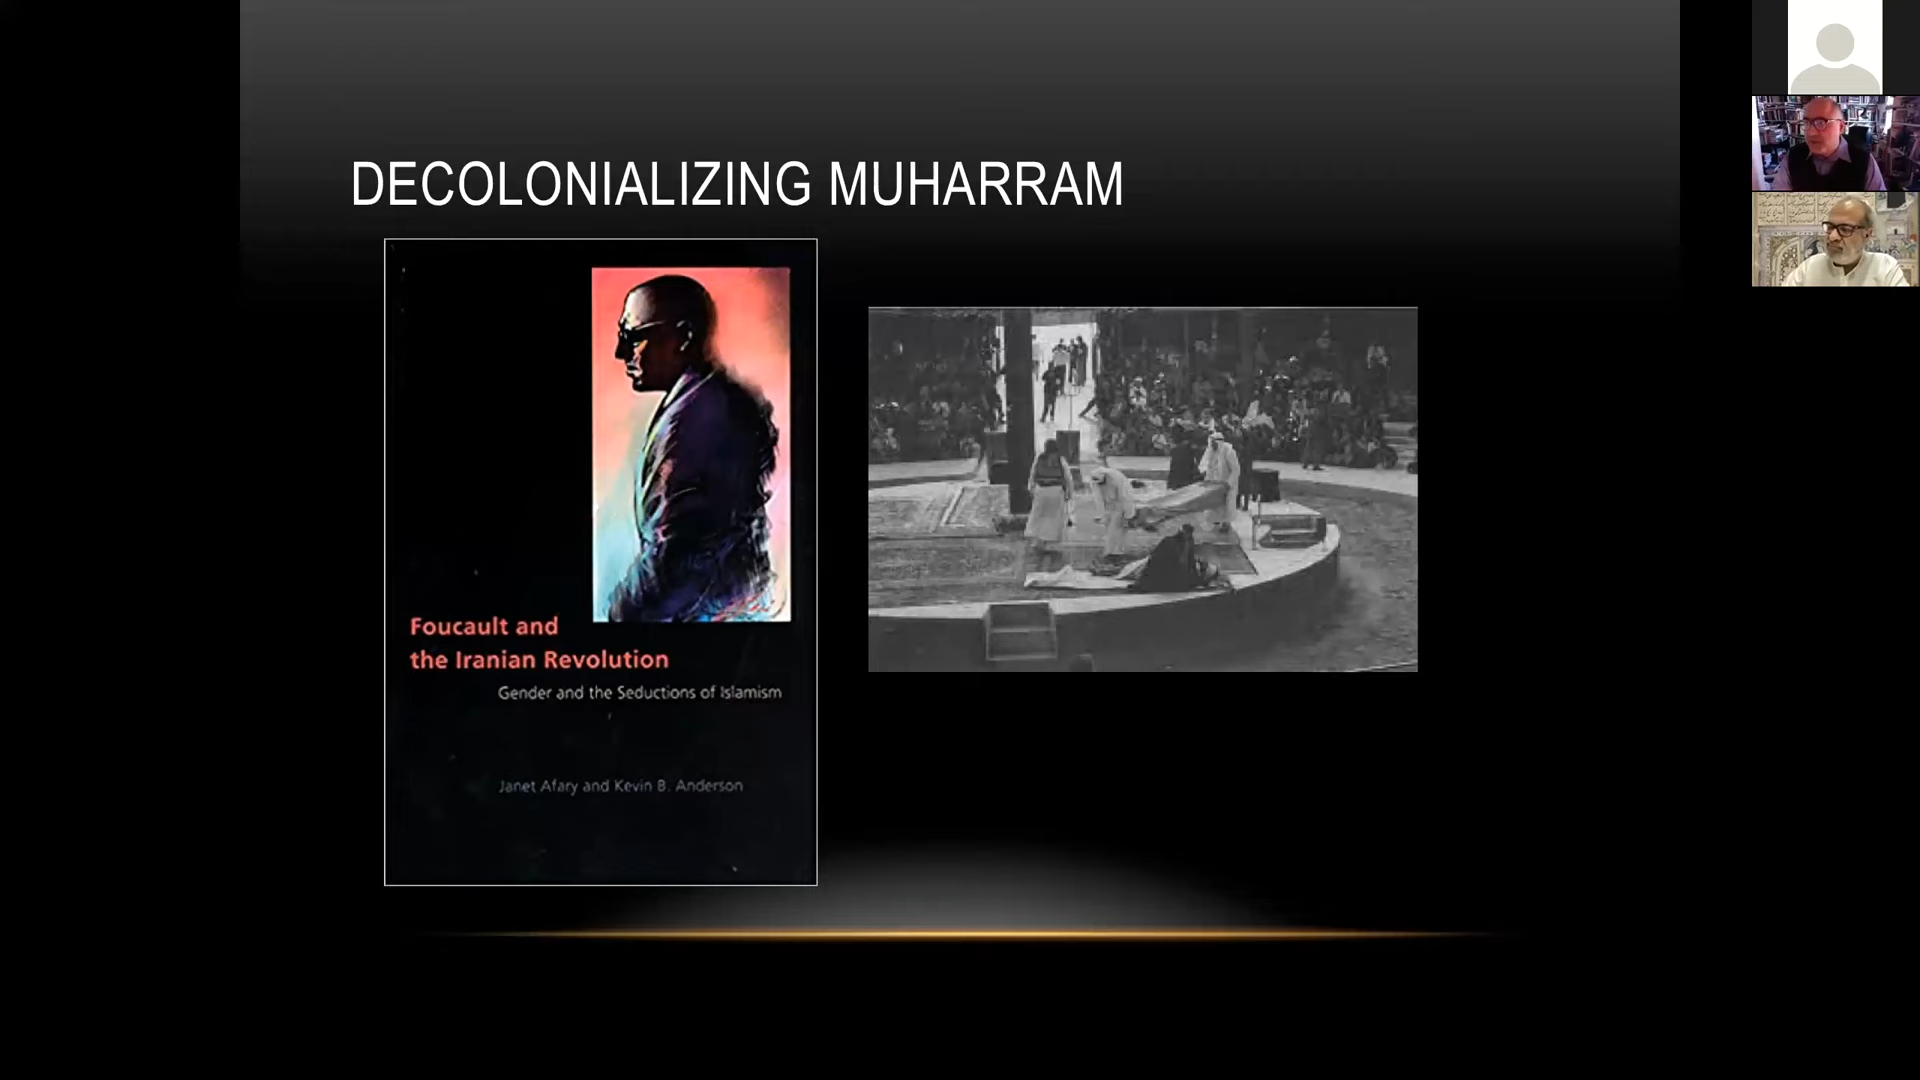 DECOLONIALIZING MUHARRAM
Foucault and
the Iranian Revolution
Gender and the Seductions of Islamism
Janet Afary and Kevin B. Anderson